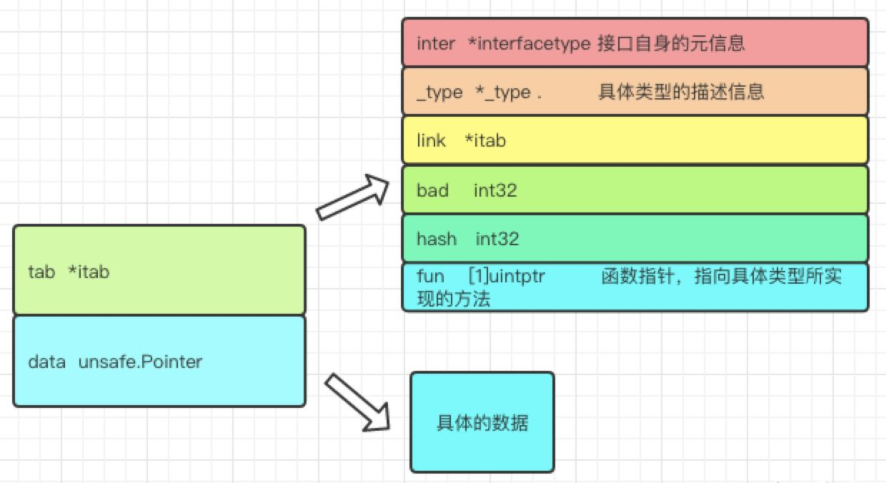 inter *interfacetype 接口自身的元信息
_type *_type . 具体类型的描述信息
link *itab
bad int32
hash int32
fun [1]uintptr 函数指针，指向具体类型所实
现的方法
tab *itab
data unsafe.Pointer
具体的数据